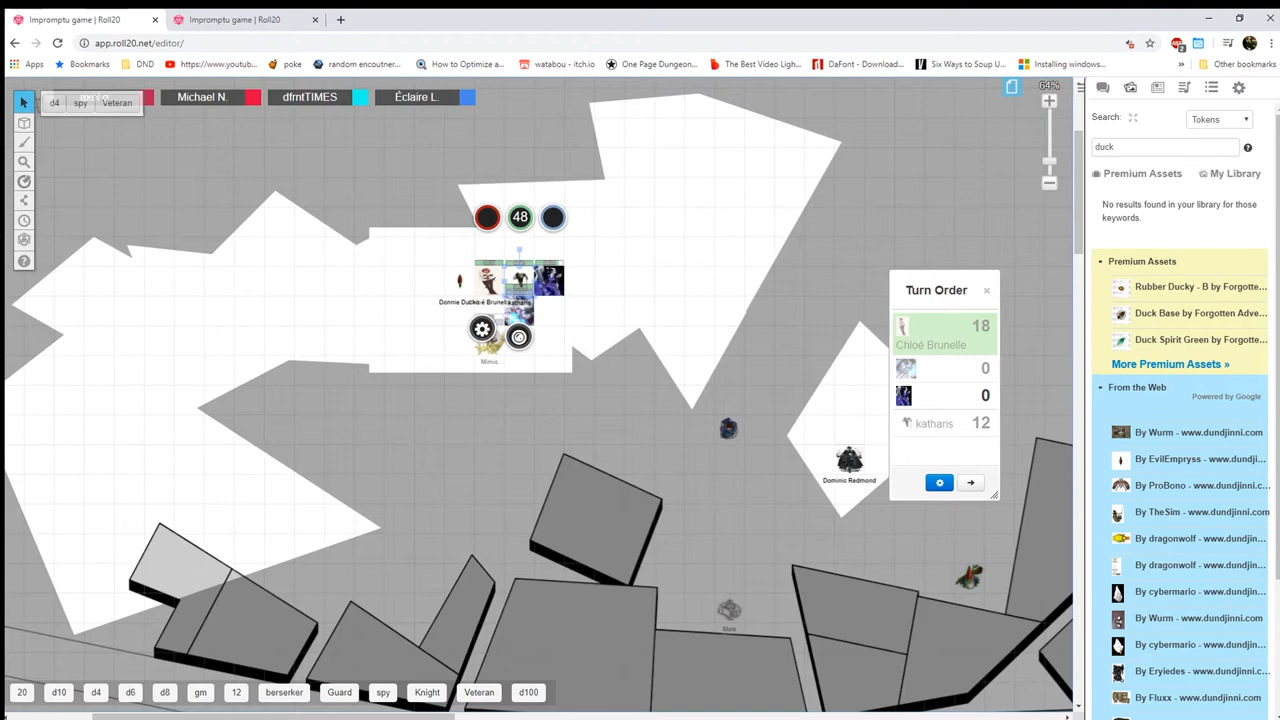 Impromptu game | Roll20
Impromptu game | Roll20
app.roll20.net/editor/
Apps
Bookmarks
DND
https://www.youtub...
poke
random encoutner...
How to Optimize a...
watabou - itch.io
One Page Dungeon...
The Best Video Ligh...
DaFont - Download...
Six Ways to Soup U...
Installing windows...
»
Other bookmarks
d4
spy
Veteran
Michael N.
dfrntTIMES
Éclaire L.
64%
Search:
Tokens
duck
Premium Assets
My Library
No results found in your library for those
keywords.
Premium Assets
Rubber Ducky - B by Forgotten...
Duck Base by Forgotten Adve...
Duck Spirit Green by Forgotte...
More Premium Assets »
From the Web
Powered by Google
By Wurm - www.dundjinni.com
By EvilEmpryss - www.dundji...
By ProBono - www.dundjinni.c...
By TheSim - www.dundjinni.com
By dragonwolf - www.dundjin...
By dragonwolf - www.dundjin...
By cybermario - www.dundjin...
By Wurm - www.dundjinni.com
By cybermario - www.dundjin...
By Eryiedes - www.dundjinni...
By Fluxx - www.dundjinni.com
48
Mimic
Turn Order
×
18
Chloé Brunelle
0
0
katharis
12
Dominic Redmond
Male
20
d10
d4
d6
d8
gm
12
berserker
Guard
spy
Knight
Veteran
d100